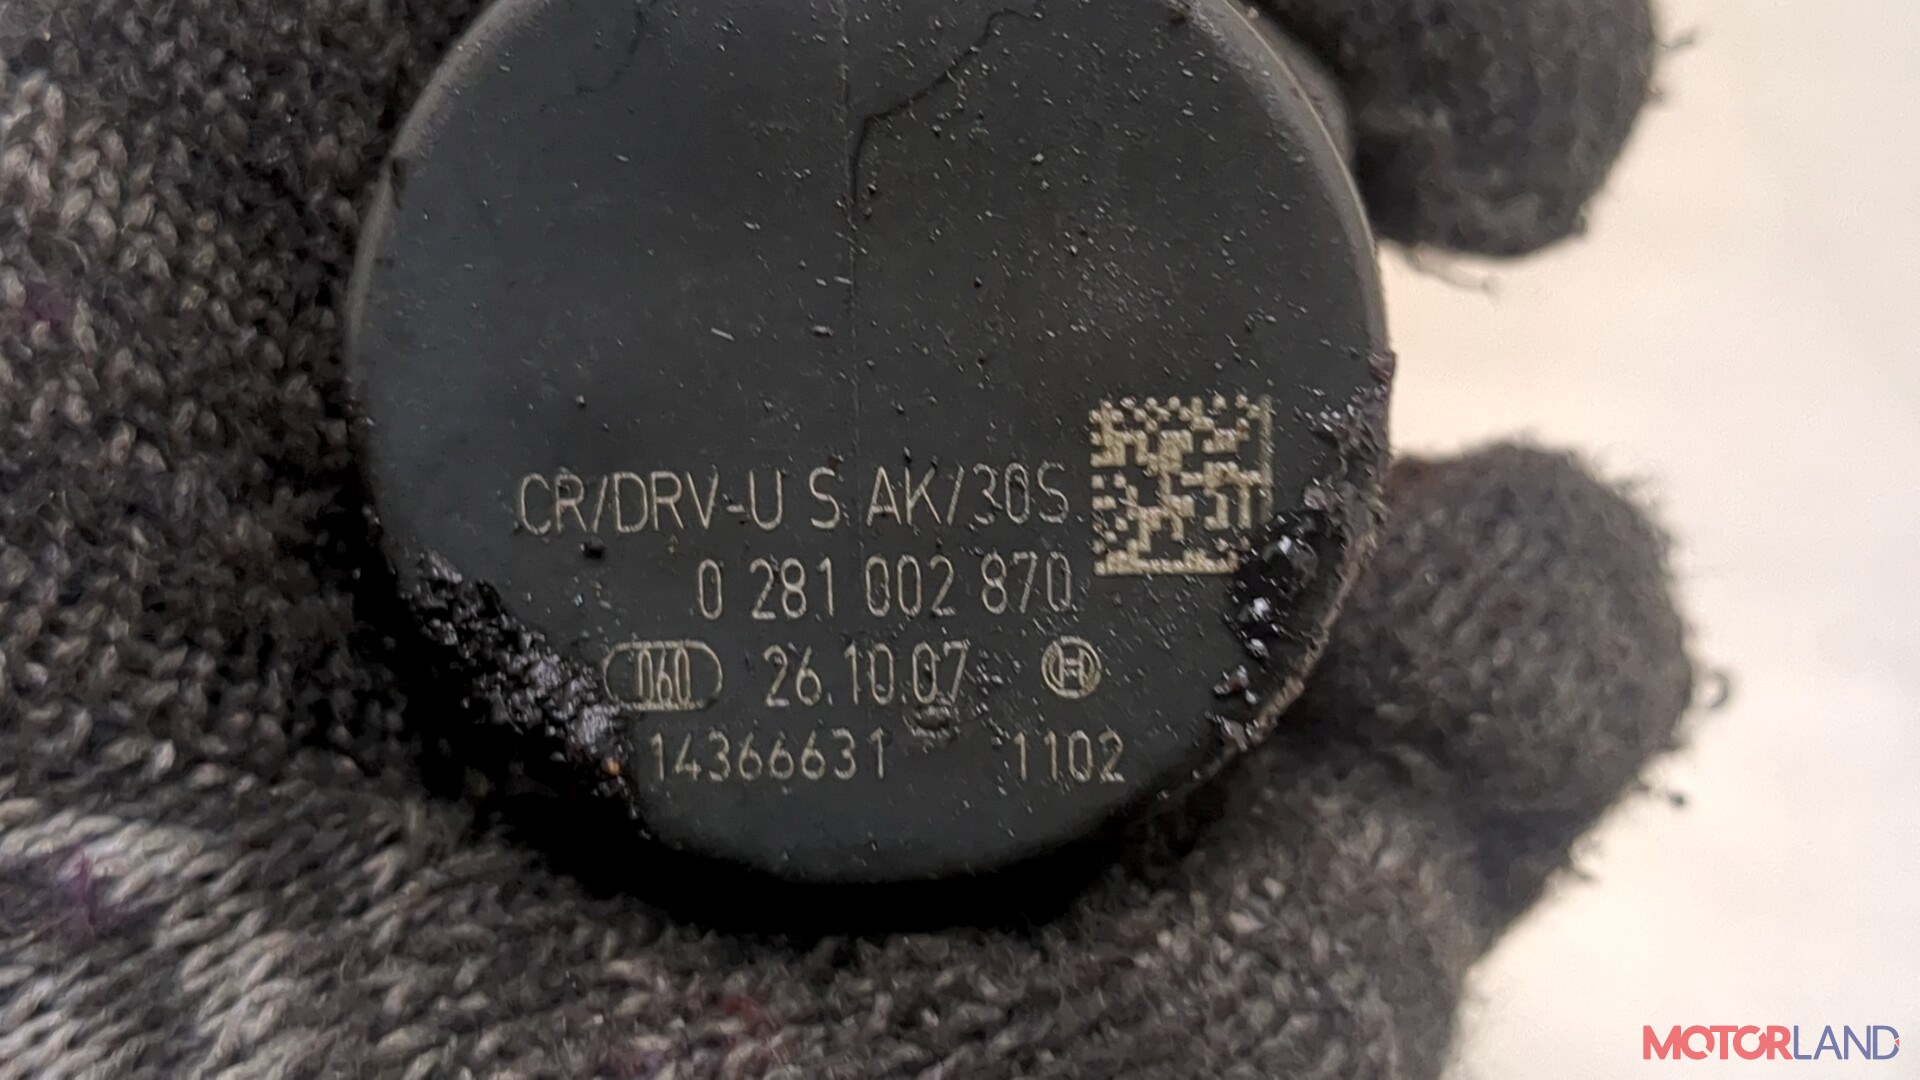 CR/DRV-U S AK/30S
0 281 002 870
060 26.10.07
14366631 1102
MOTORLAND